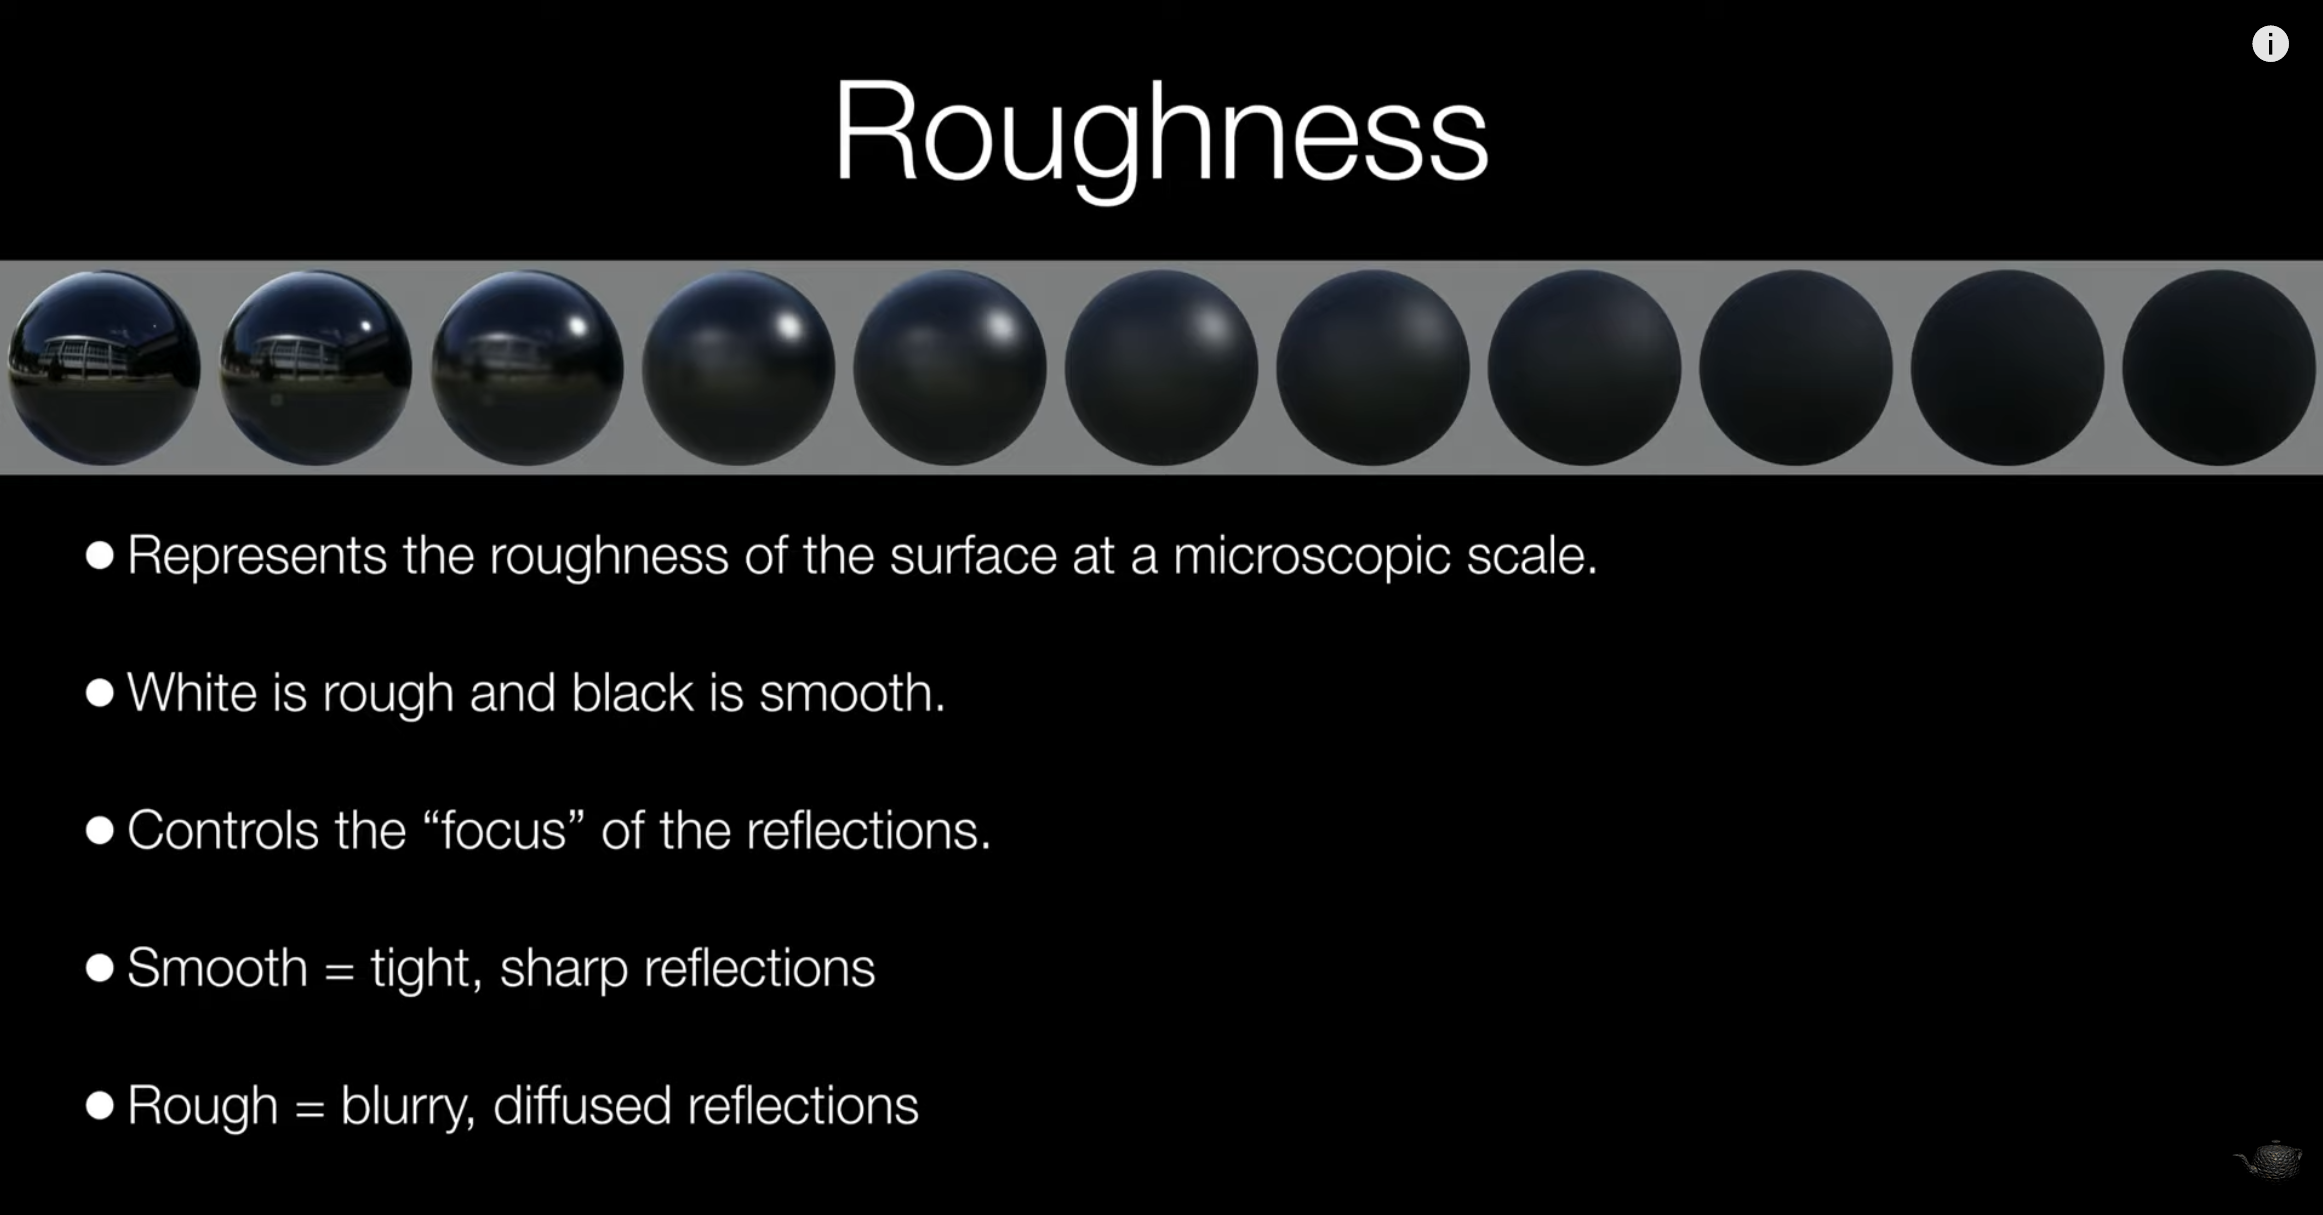 i
Roughness
● Represents the roughness of the surface at a microscopic scale.
● White is rough and black is smooth.
● Controls the “focus” of the reflections.
● Smooth = tight, sharp reflections
● Rough = blurry, diffused reflections